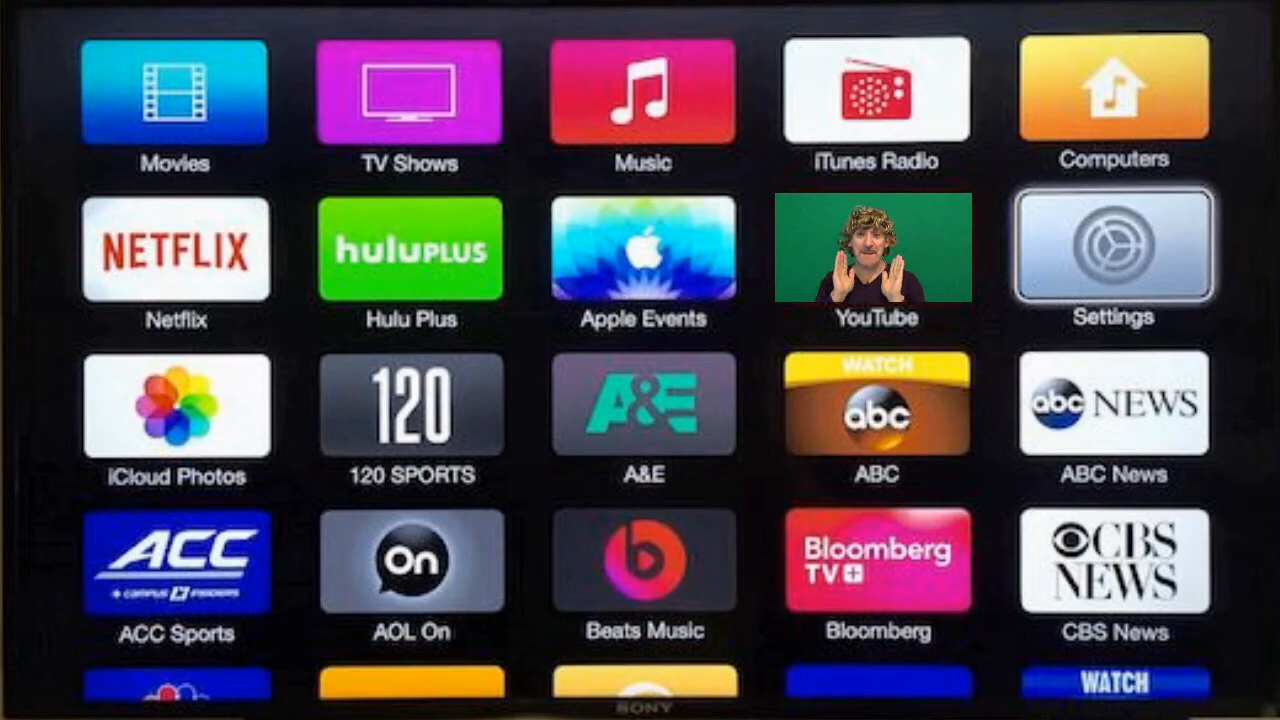 Movies
TV Shows
Music
iTunes Radio
Computers
NETFLIX
huluPLUS
Netflix
Hulu Plus
Apple Events
YouTube
Settings
120
A&E
WATCH
abc
abc NEWS
iCloud Photos
120 SPORTS
A&E
ABC
ABC News
ACC
CAMPUS INSIDERS
On
b
Bloomberg
TV+
CBS
NEWS
ACC Sports
AOL On
Beats Music
Bloomberg
CBS News
WATCH
SONY